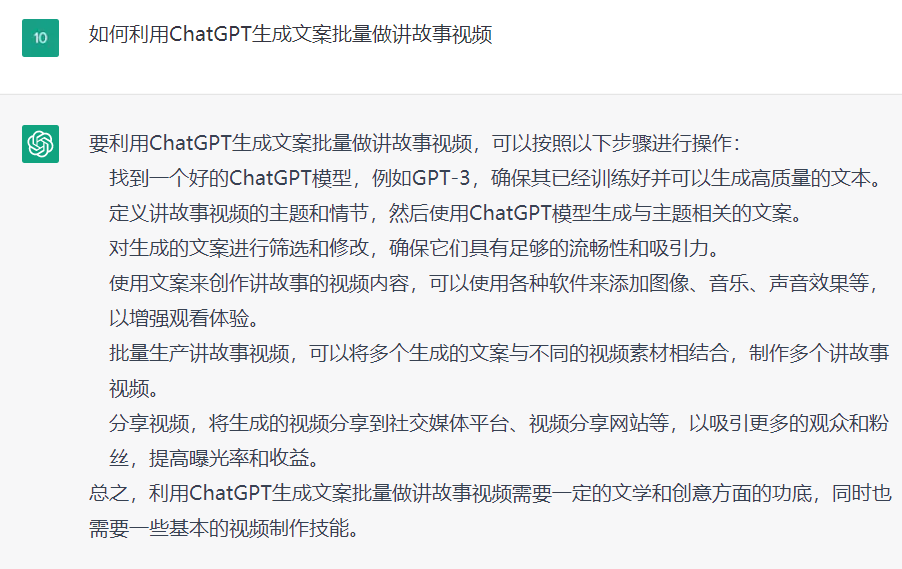 10
如何利用ChatGPT生成文案批量做讲故事视频
要利用ChatGPT生成文案批量做讲故事视频，可以按照以下步骤进行操作：
找到一个好的ChatGPT模型，例如GPT-3，确保其已经训练好并可以生成高质量的文本。
定义讲故事视频的主题和情节，然后使用ChatGPT模型生成与主题相关的文案。
对生成的文案进行筛选和修改，确保它们具有足够的流畅性和吸引力。
使用文案来创作讲故事的视频内容，可以使用各种软件来添加图像、音乐、声音效果等，
以增强观看体验。
批量生产讲故事视频，可以将多个生成的文案与不同的视频素材相结合，制作多个讲故事
视频。
分享视频，将生成的视频分享到社交媒体平台、视频分享网站等，以吸引更多的观众和粉
丝，提高曝光率和收益。
总之，利用ChatGPT生成文案批量做讲故事视频需要一定的文学和创意方面的功底，同时也
需要一些基本的视频制作技能。